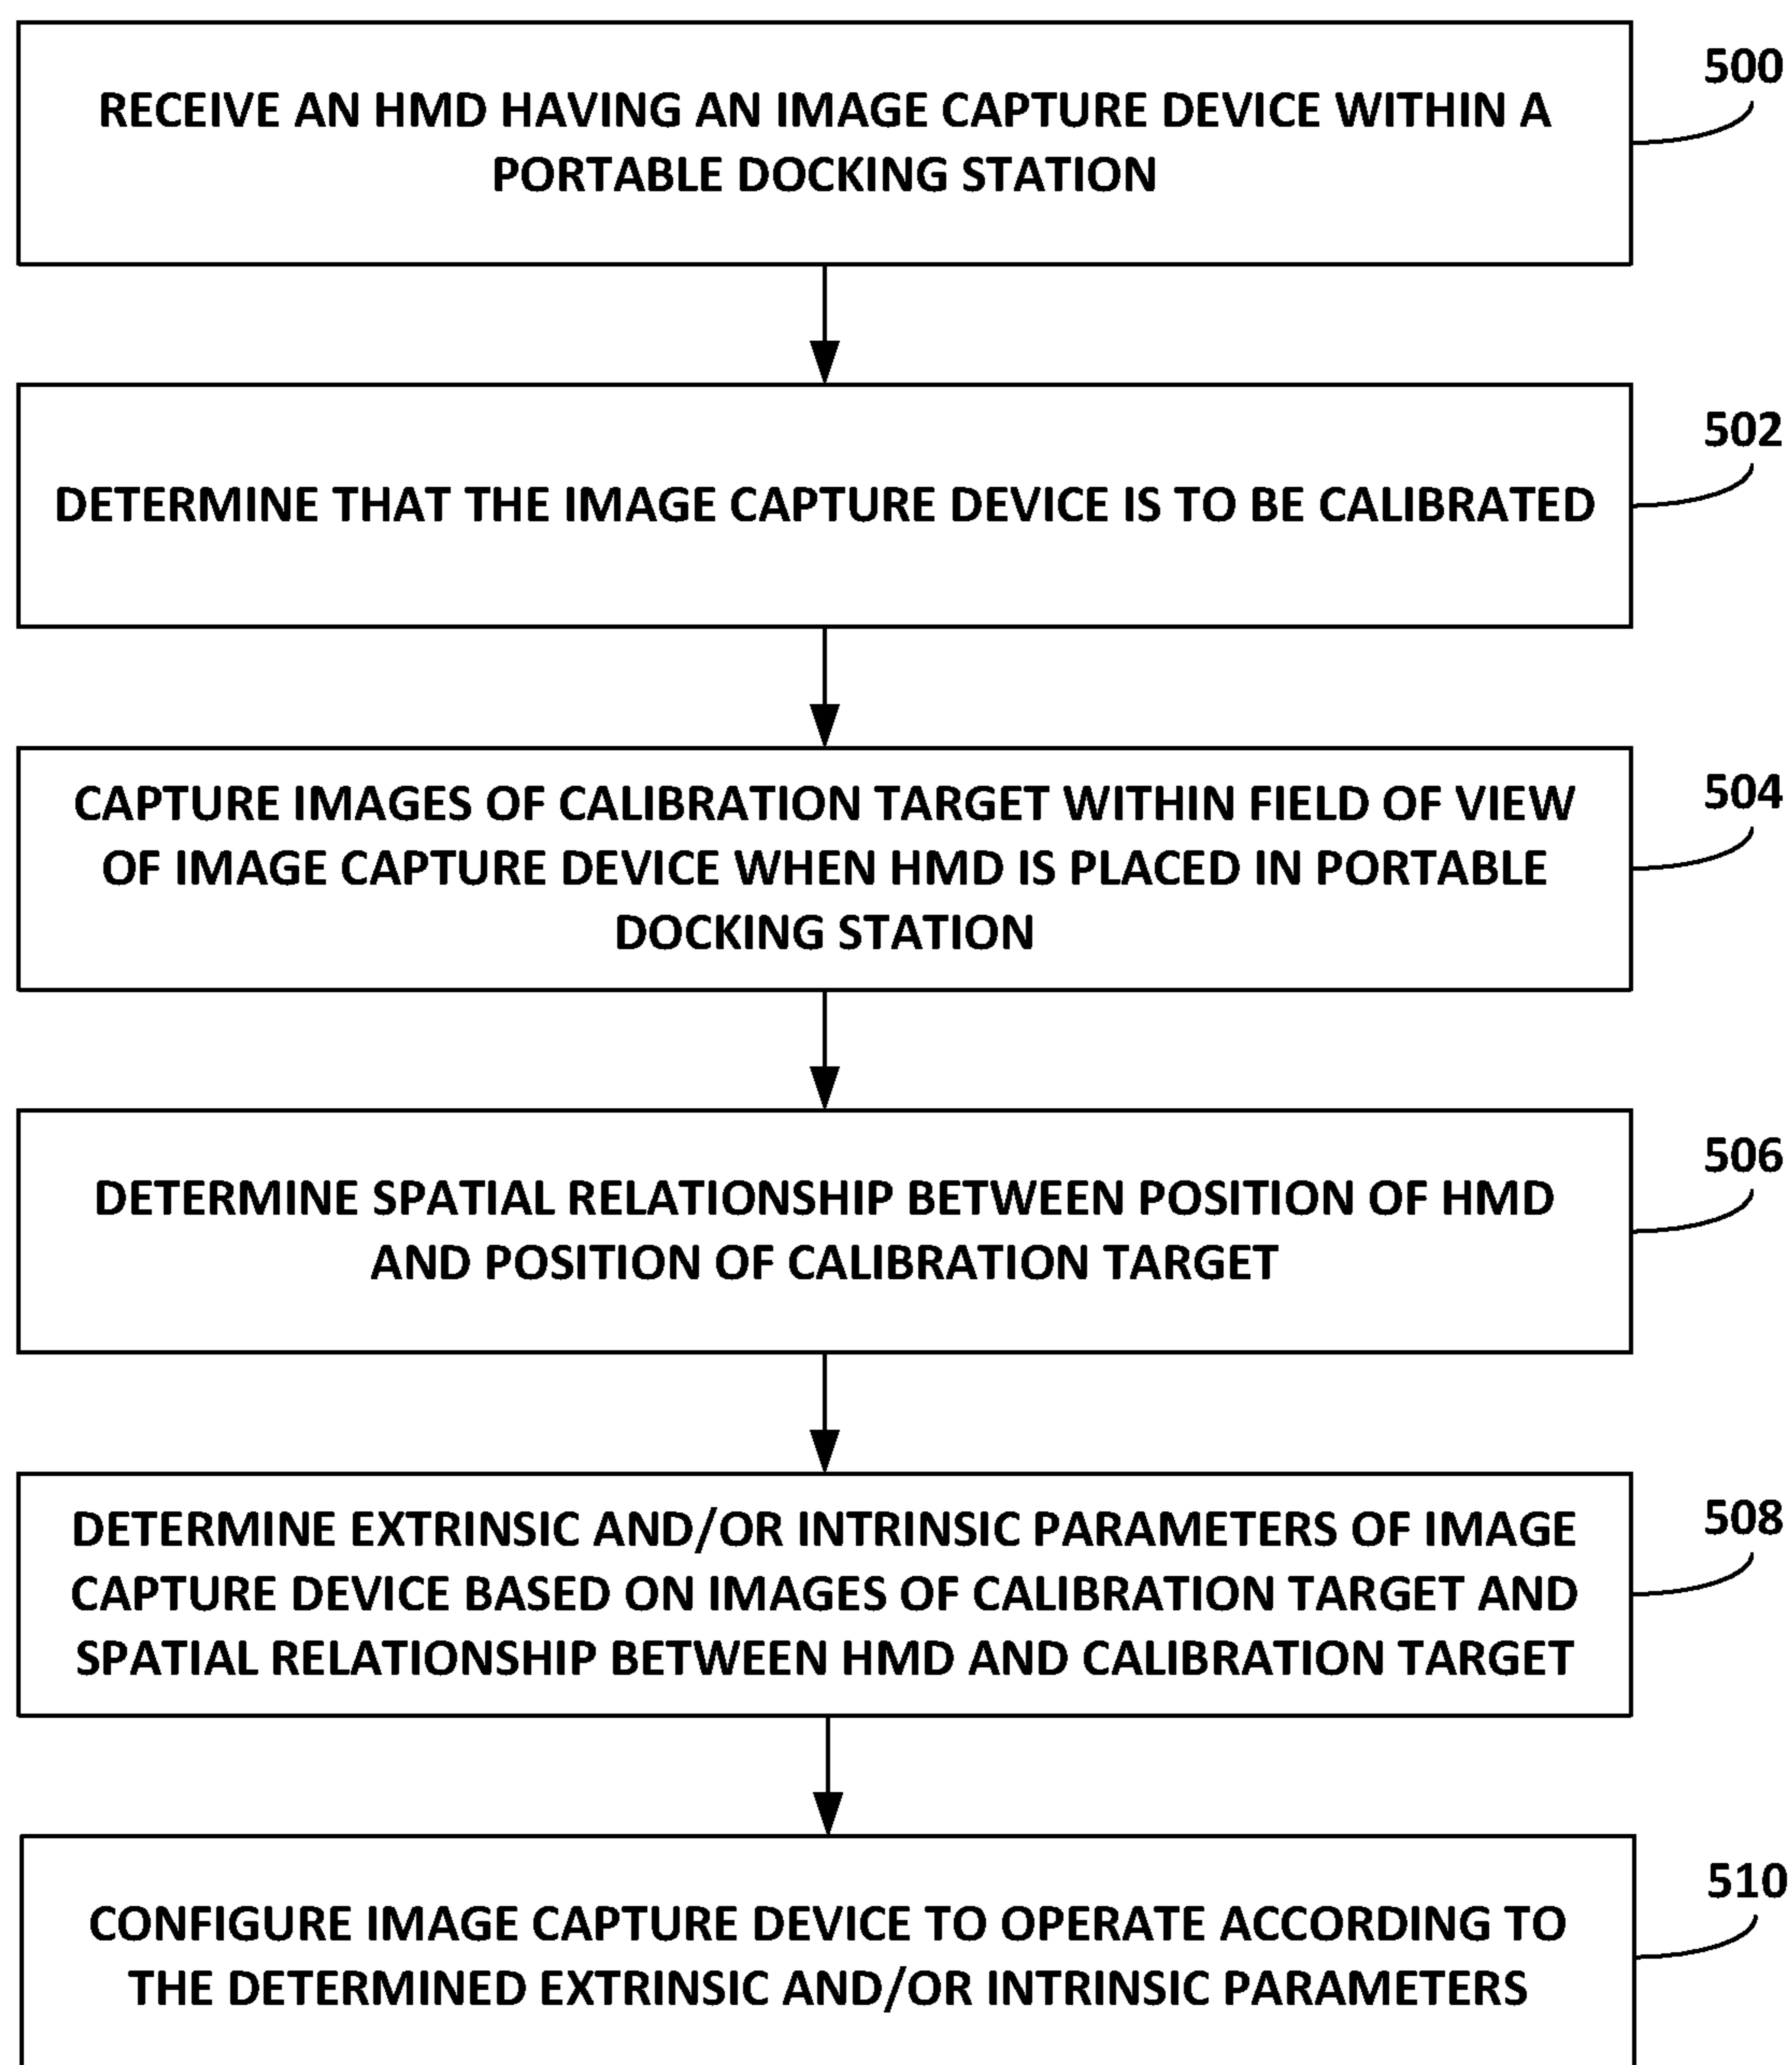 RECEIVE AN HMD HAVING AN IMAGE CAPTURE DEVICE WITHIN A
PORTABLE DOCKING STATION
500
DETERMINE THAT THE IMAGE CAPTURE DEVICE IS TO BE CALIBRATED
502
CAPTURE IMAGES OF CALIBRATION TARGET WITHIN FIELD OF VIEW
OF IMAGE CAPTURE DEVICE WHEN HMD IS PLACED IN PORTABLE
DOCKING STATION
504
DETERMINE SPATIAL RELATIONSHIP BETWEEN POSITION OF HMD
AND POSITION OF CALIBRATION TARGET
506
DETERMINE EXTRINSIC AND/OR INTRINSIC PARAMETERS OF IMAGE
CAPTURE DEVICE BASED ON IMAGES OF CALIBRATION TARGET AND
SPATIAL RELATIONSHIP BETWEEN HMD AND CALIBRATION TARGET
508
CONFIGURE IMAGE CAPTURE DEVICE TO OPERATE ACCORDING TO
THE DETERMINED EXTRINSIC AND/OR INTRINSIC PARAMETERS
510